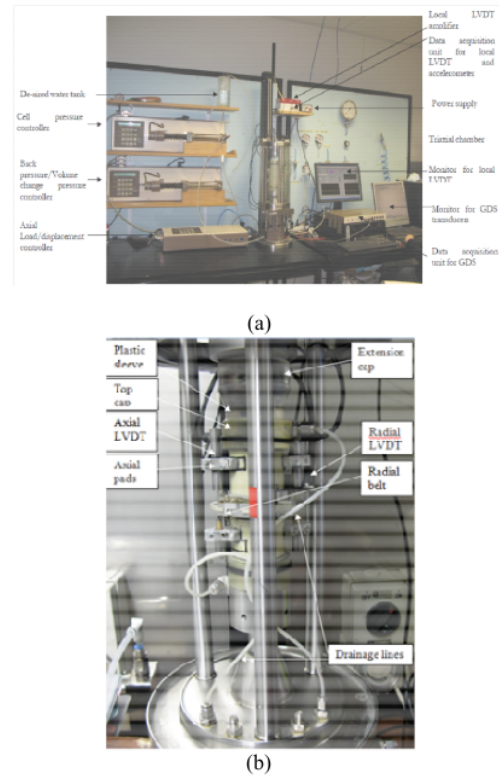 Local LVDT
amolifier
Data acquisition
unit for local
LVDT and
accelerometer
De-aired water tank
Power supply
Cell pressure
controller
Triaxial chamber
Back
pressure/Volume
change pressure
controller
Monitor for local
LVDT
Monitor for GDS
transducers
Axial
Load/displacement
controller
Data acquisition
unit for GDS
(a)
Plastic
sleeve
Extension
cap
Top
cap
Axial
LVDT
Radial
LVDT
Axial
pads
Radial
belt
Drainage lines
(b)